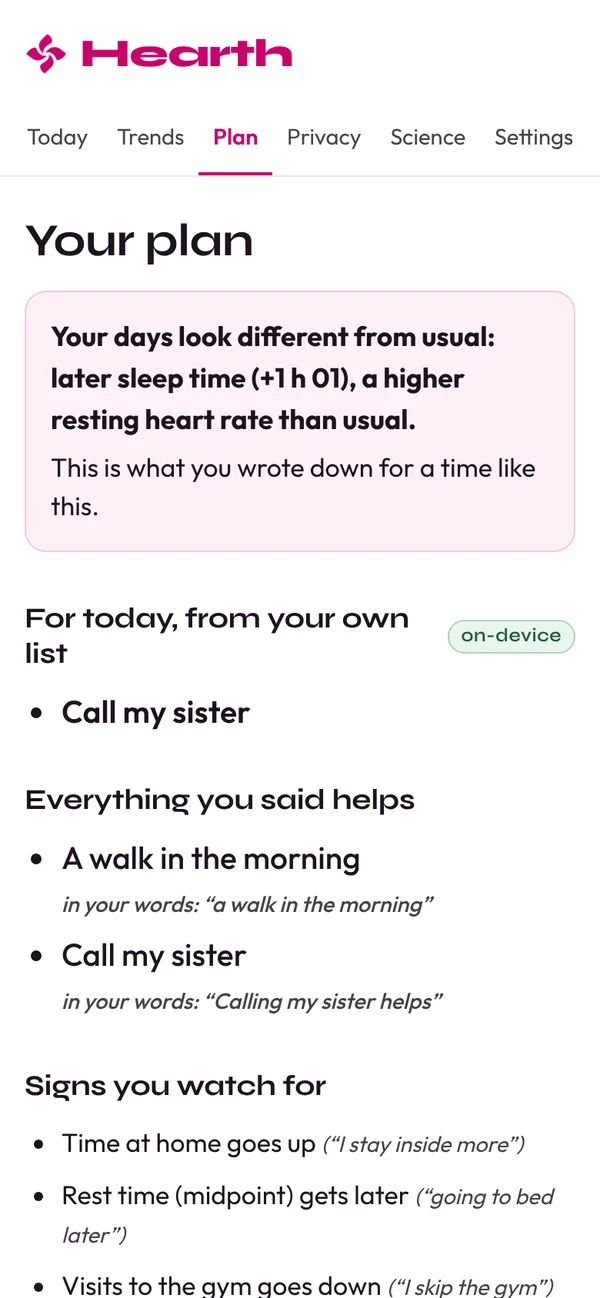 Hearth
Today Trends Plan Privacy Science Settings
Your plan
Your days look different from usual:
later sleep time (+1 h 01), a higher
resting heart rate than usual.
This is what you wrote down for a time like
this.
For today, from your own
list
on-device
• Call my sister
Everything you said helps
• A walk in the morning
in your words: “a walk in the morning”
• Call my sister
in your words: “Calling my sister helps”
Signs you watch for
• Time at home goes up (“I stay inside more”)
• Rest time (midpoint) gets later (“going to bed
later”)
• Visits to the gym goes down (“I skip the gym”)